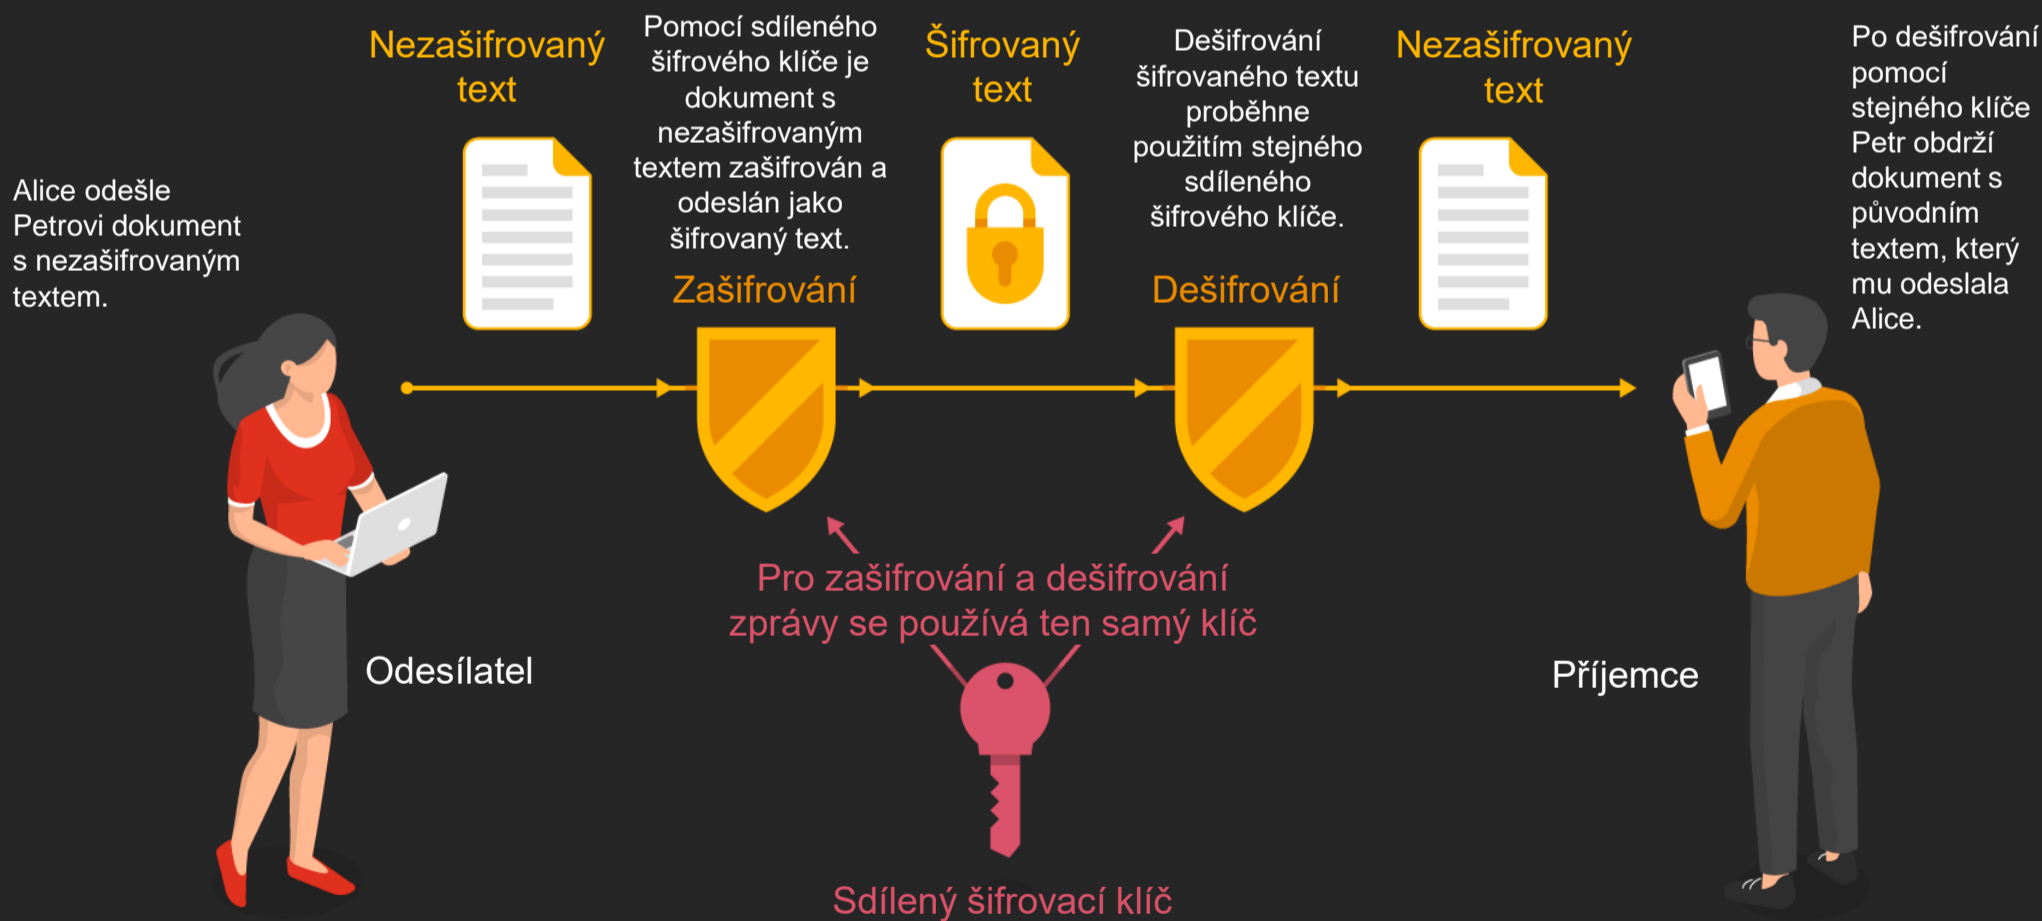 Alice odešle
Petrovi dokument
s nezašifrovaným
textem.
Nezašifrovaný
text
Pomocí sdíleného
šifrového klíče je
dokument s
nezašifrovaným
textem zašifrován a
odeslán jako
šifrovaný text.
Zašifrování
Šifrovaný
text
Dešifrování
šifrovaného textu
proběhne
použitím stejného
sdíleného
šifrového klíče.
Dešifrování
Nezašifrovaný
text
Po dešifrování
pomocí
stejného klíče
Petr obdrží
dokument s
původním
textem, který
mu odeslala
Alice.
Pro zašifrování a dešifrování
zprávy se používá ten samý klíč
Odesílatel
Příjemce
Sdílený šifrovací klíč